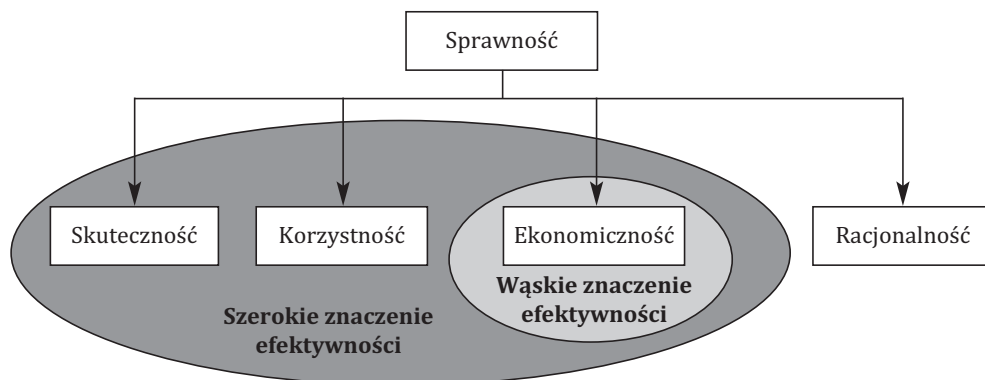 Sprawność
Skuteczność
Korzystność
Ekonomiczność
Racjonalność
Wąskie znaczenie
efektywności
Szerokie znaczenie
efektywności